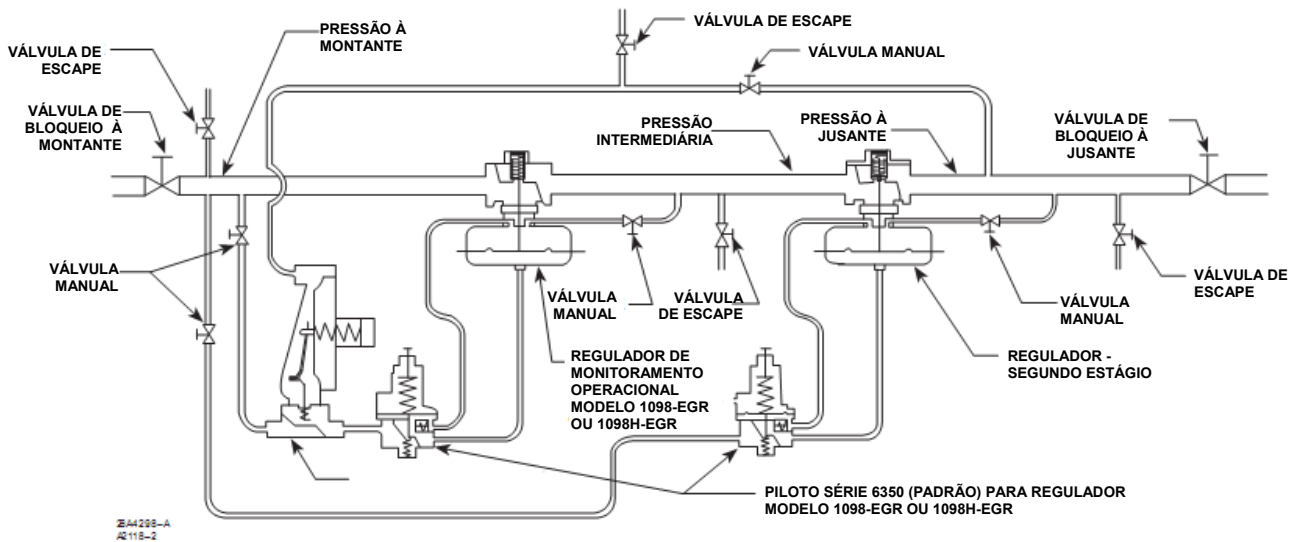 VÁLVULA DE
ESCAPE
PRESSÃO À
MONTANTE
VÁLVULA DE ESCAPE
VÁLVULA MANUAL
VÁLVULA DE
BLOQUEIO À
MONTANTE
PRESSÃO
INTERMEDIÁRIA
PRESSÃO À
JUSANTE
VÁLVULA DE
BLOQUEIO À
JUSANTE
VÁLVULA
MANUAL
VÁLVULA
MANUAL
VÁLVULA
DE ESCAPE
VÁLVULA
MANUAL
VÁLVULA DE
ESCAPE
REGULADOR DE
MONITORAMENTO
OPERACIONAL
MODELO 1098-EGR
OU 1098H-EGR
REGULADOR -
SEGUNDO ESTÁGIO
PILOTO SÉRIE 6350 (PADRÃO) PARA REGULADOR
MODELO 1098-EGR OU 1098H-EGR
A2118–2